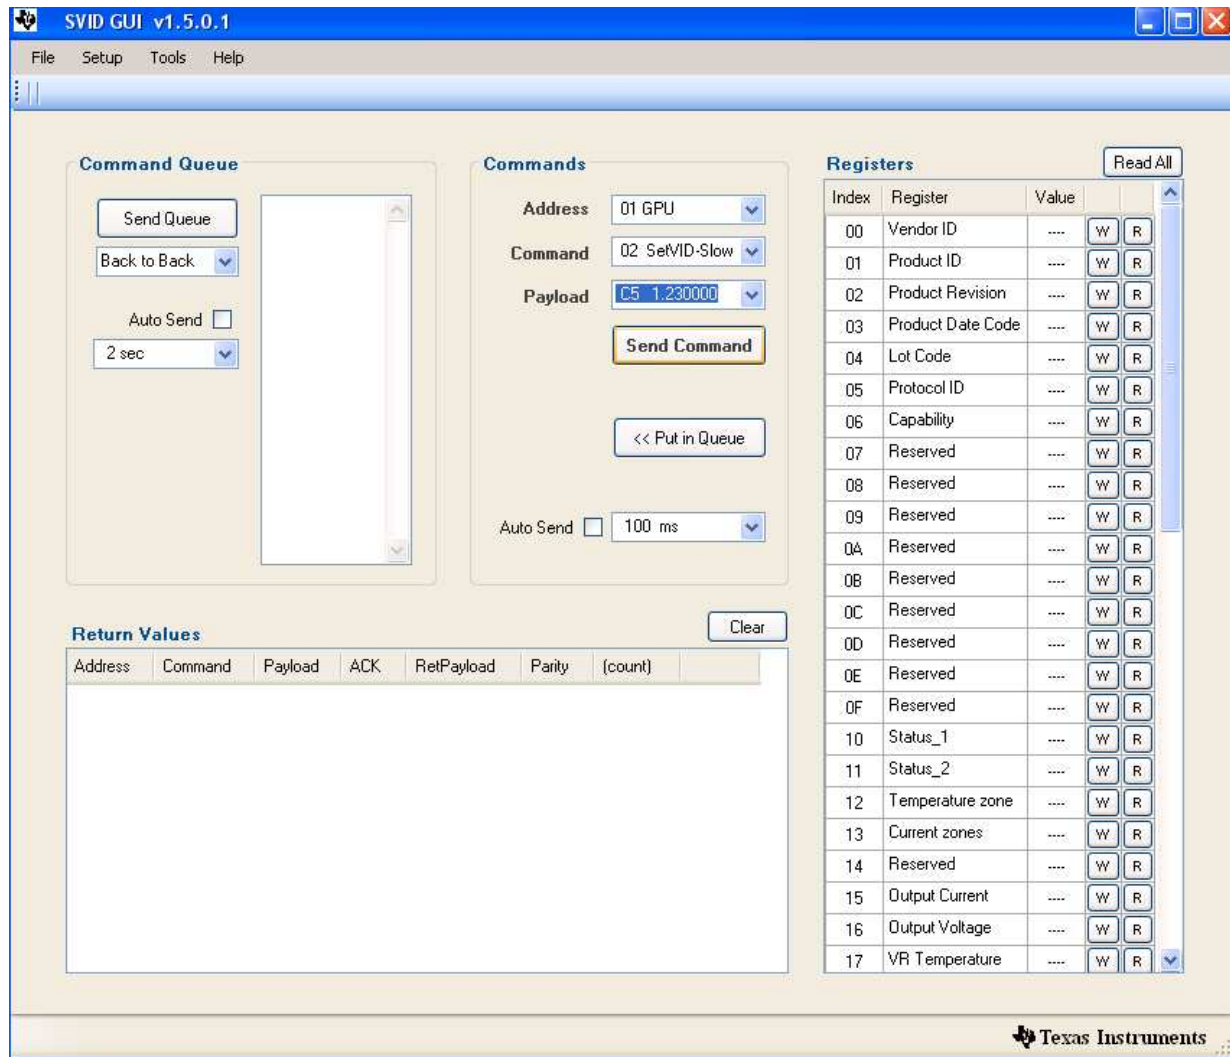 SVID GUI v1.5.0.1
File Setup Tools Help
Command Queue
Send Queue
Back to Back
Auto Send
2 sec
Commands
Address 01 GPU
Command 02 SetVID-Slow
Payload C5 1.230000
Send Command
<< Put in Queue
Auto Send 100 ms
Registers Read All
Index Register Value
00 Vendor ID ---- W R
01 Product ID ---- W R
02 Product Revision ---- W R
03 Product Date Code ---- W R
04 Lot Code ---- W R
05 Protocol ID ---- W R
06 Capability ---- W R
07 Reserved ---- W R
08 Reserved ---- W R
09 Reserved ---- W R
0A Reserved ---- W R
0B Reserved ---- W R
0C Reserved ---- W R
0D Reserved ---- W R
0E Reserved ---- W R
0F Reserved ---- W R
10 Status_1 ---- W R
11 Status_2 ---- W R
12 Temperature zone ---- W R
13 Current zones ---- W R
14 Reserved ---- W R
15 Output Current ---- W R
16 Output Voltage ---- W R
17 VR Temperature ---- W R
Return Values Clear
Address Command Payload ACK RetPayload Parity (count)
Texas Instruments